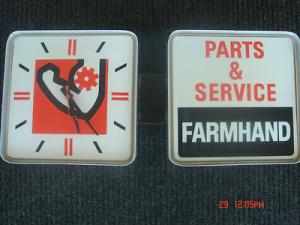 PARTS
&
SERVICE
FARMHAND
29 12:05PM